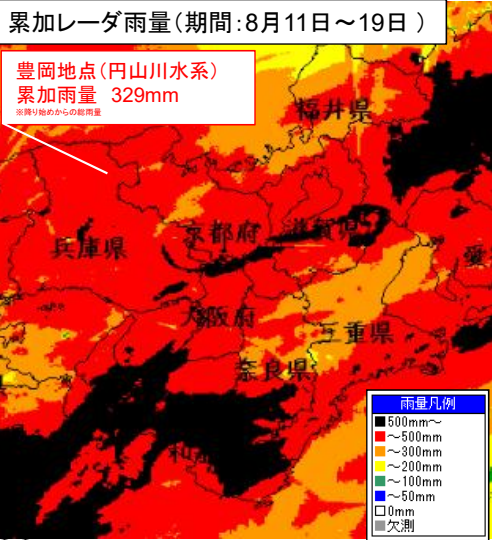 累加レーダ雨量(期間:8月11日~19日 )
豊岡地点(円山川水系)
累加雨量 329mm
※降り始めからの総雨量
福井県
京都府
滋賀県
兵庫県
愛
大阪府
三重県
奈良県
和
雨量凡例
500mm~
~500mm
~300mm
~200mm
~100mm
~50mm
0mm
欠測